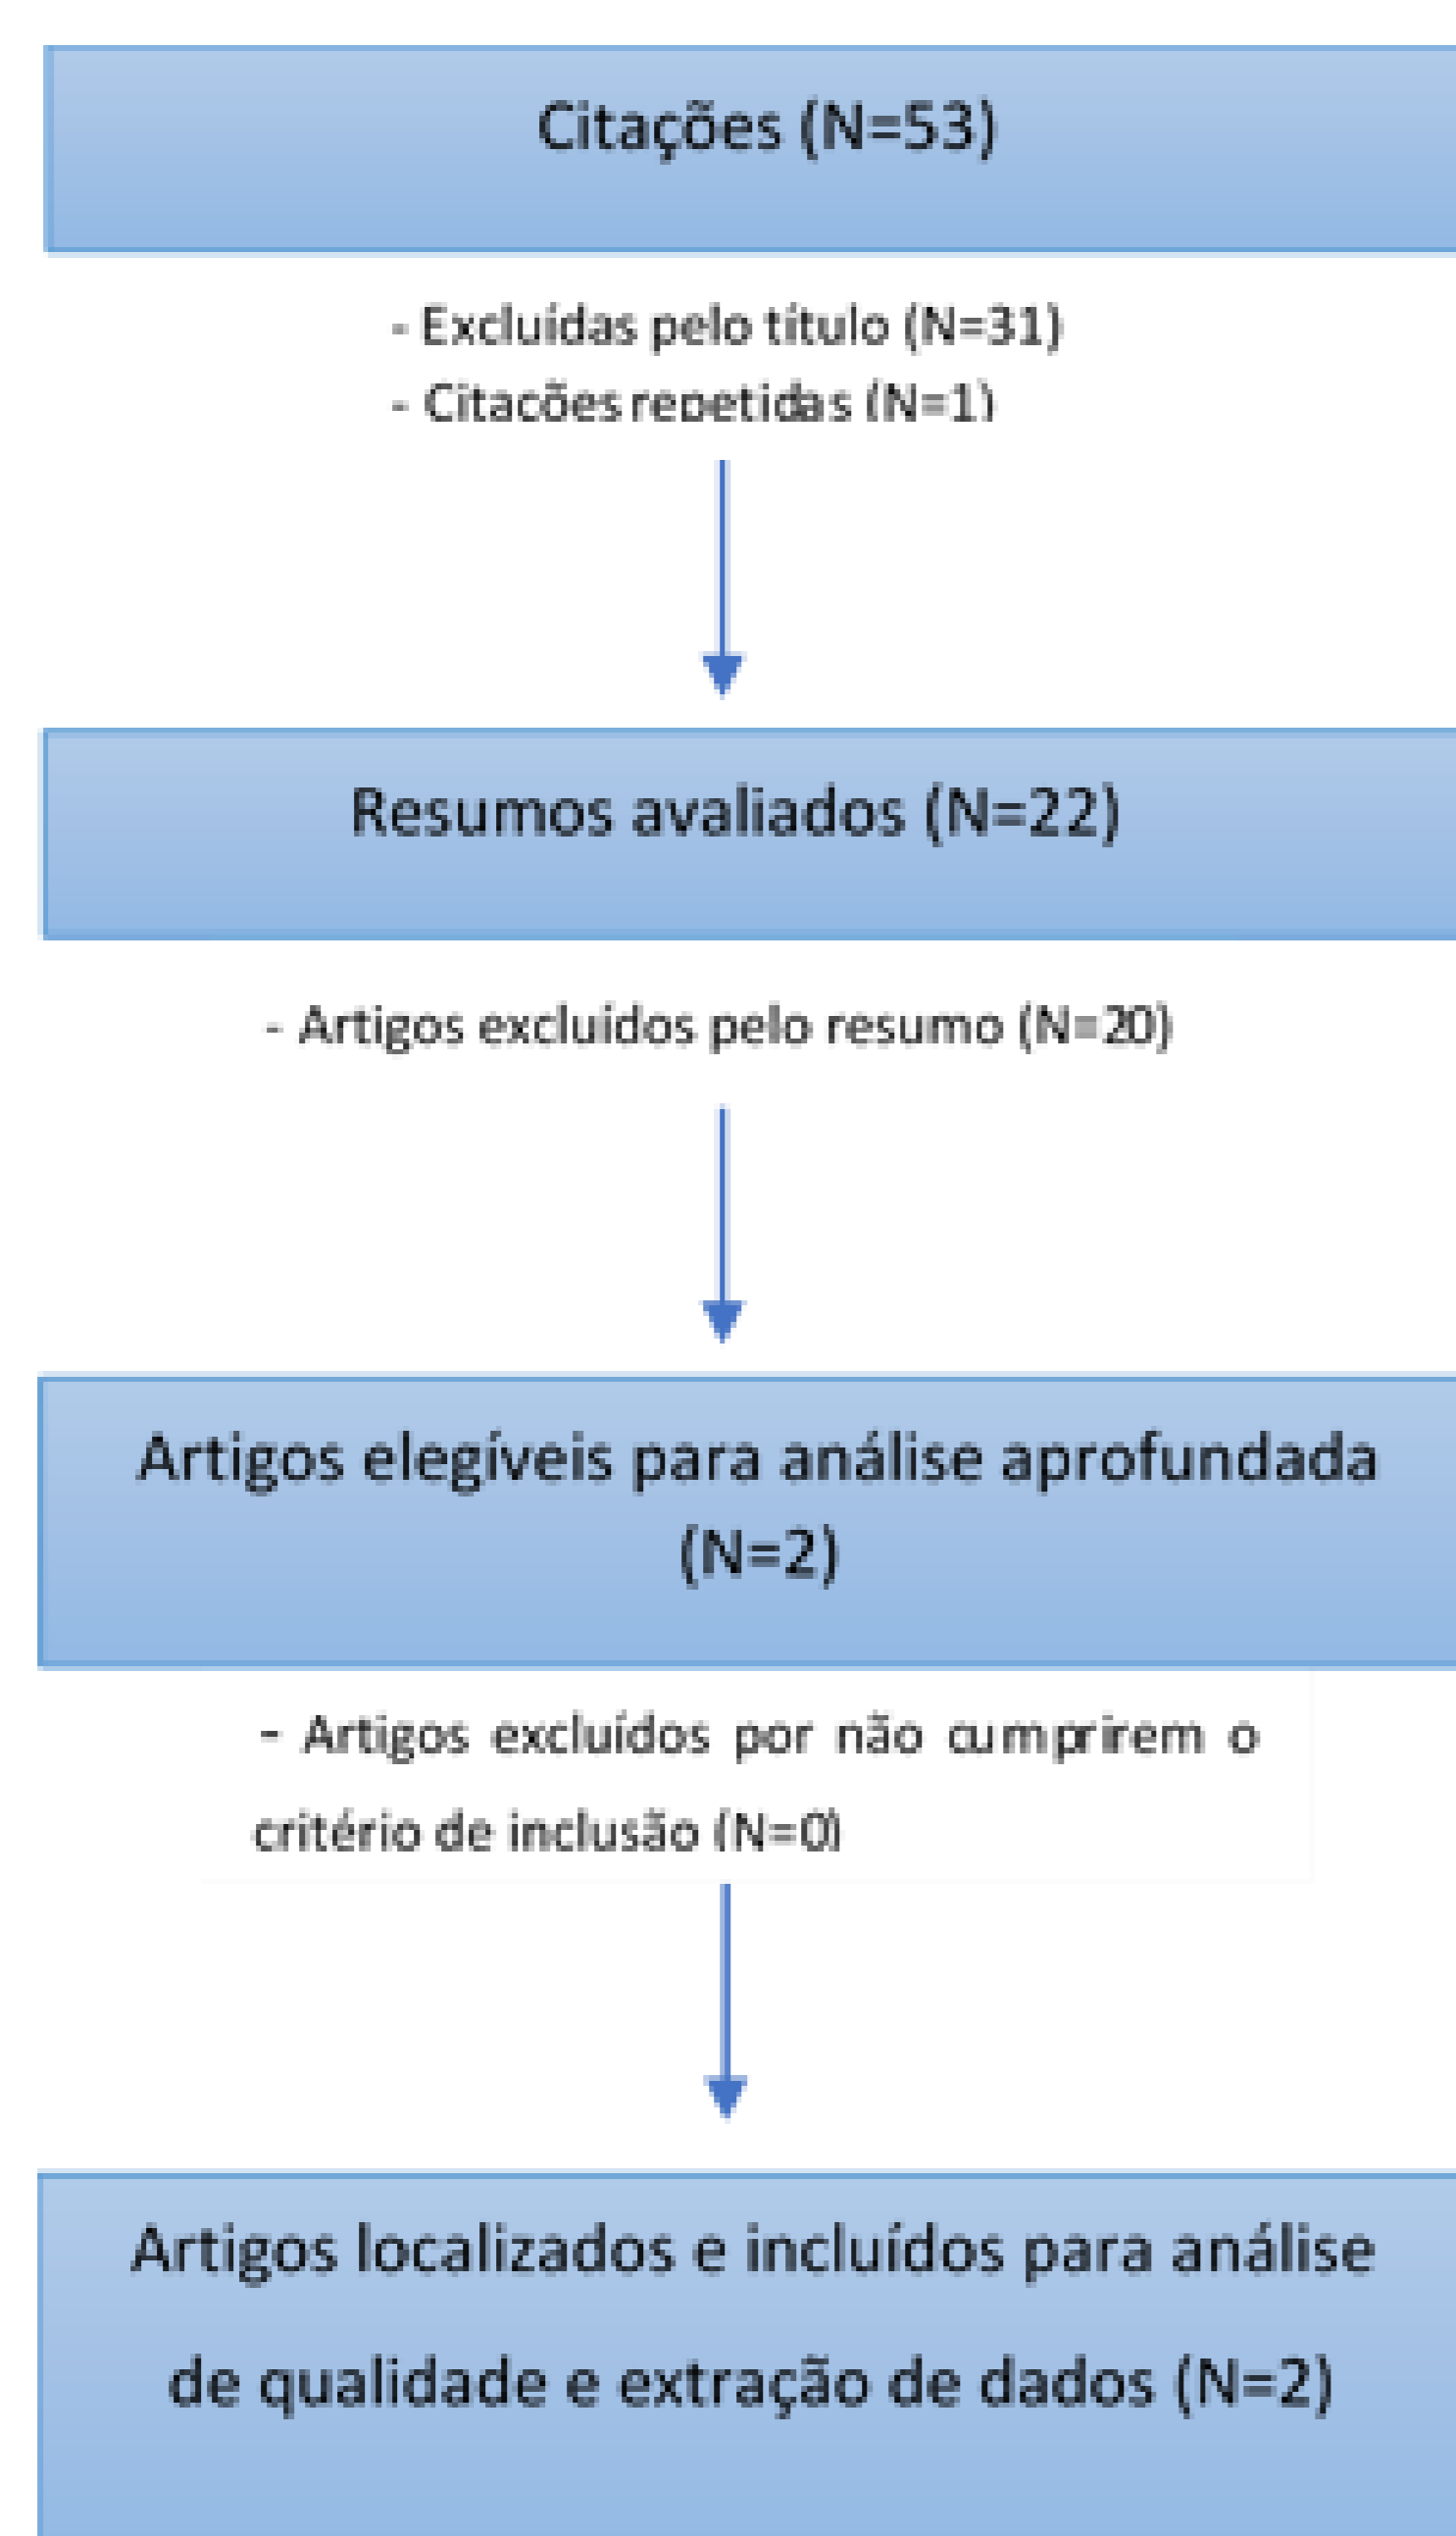 Citações (N=53)
- Excluídas pelo título (N=31)
- Citações repetidas (N=1)
Resumos avaliados (N=22)
- Artigos excluídos pelo resumo (N=20)
Artigos elegíveis para análise aprofundada
(N=2)
- Artigos excluídos por não cumprirem o
critério de inclusão (N=0)
Artigos localizados e incluídos para análise
de qualidade e extração de dados (N=2)